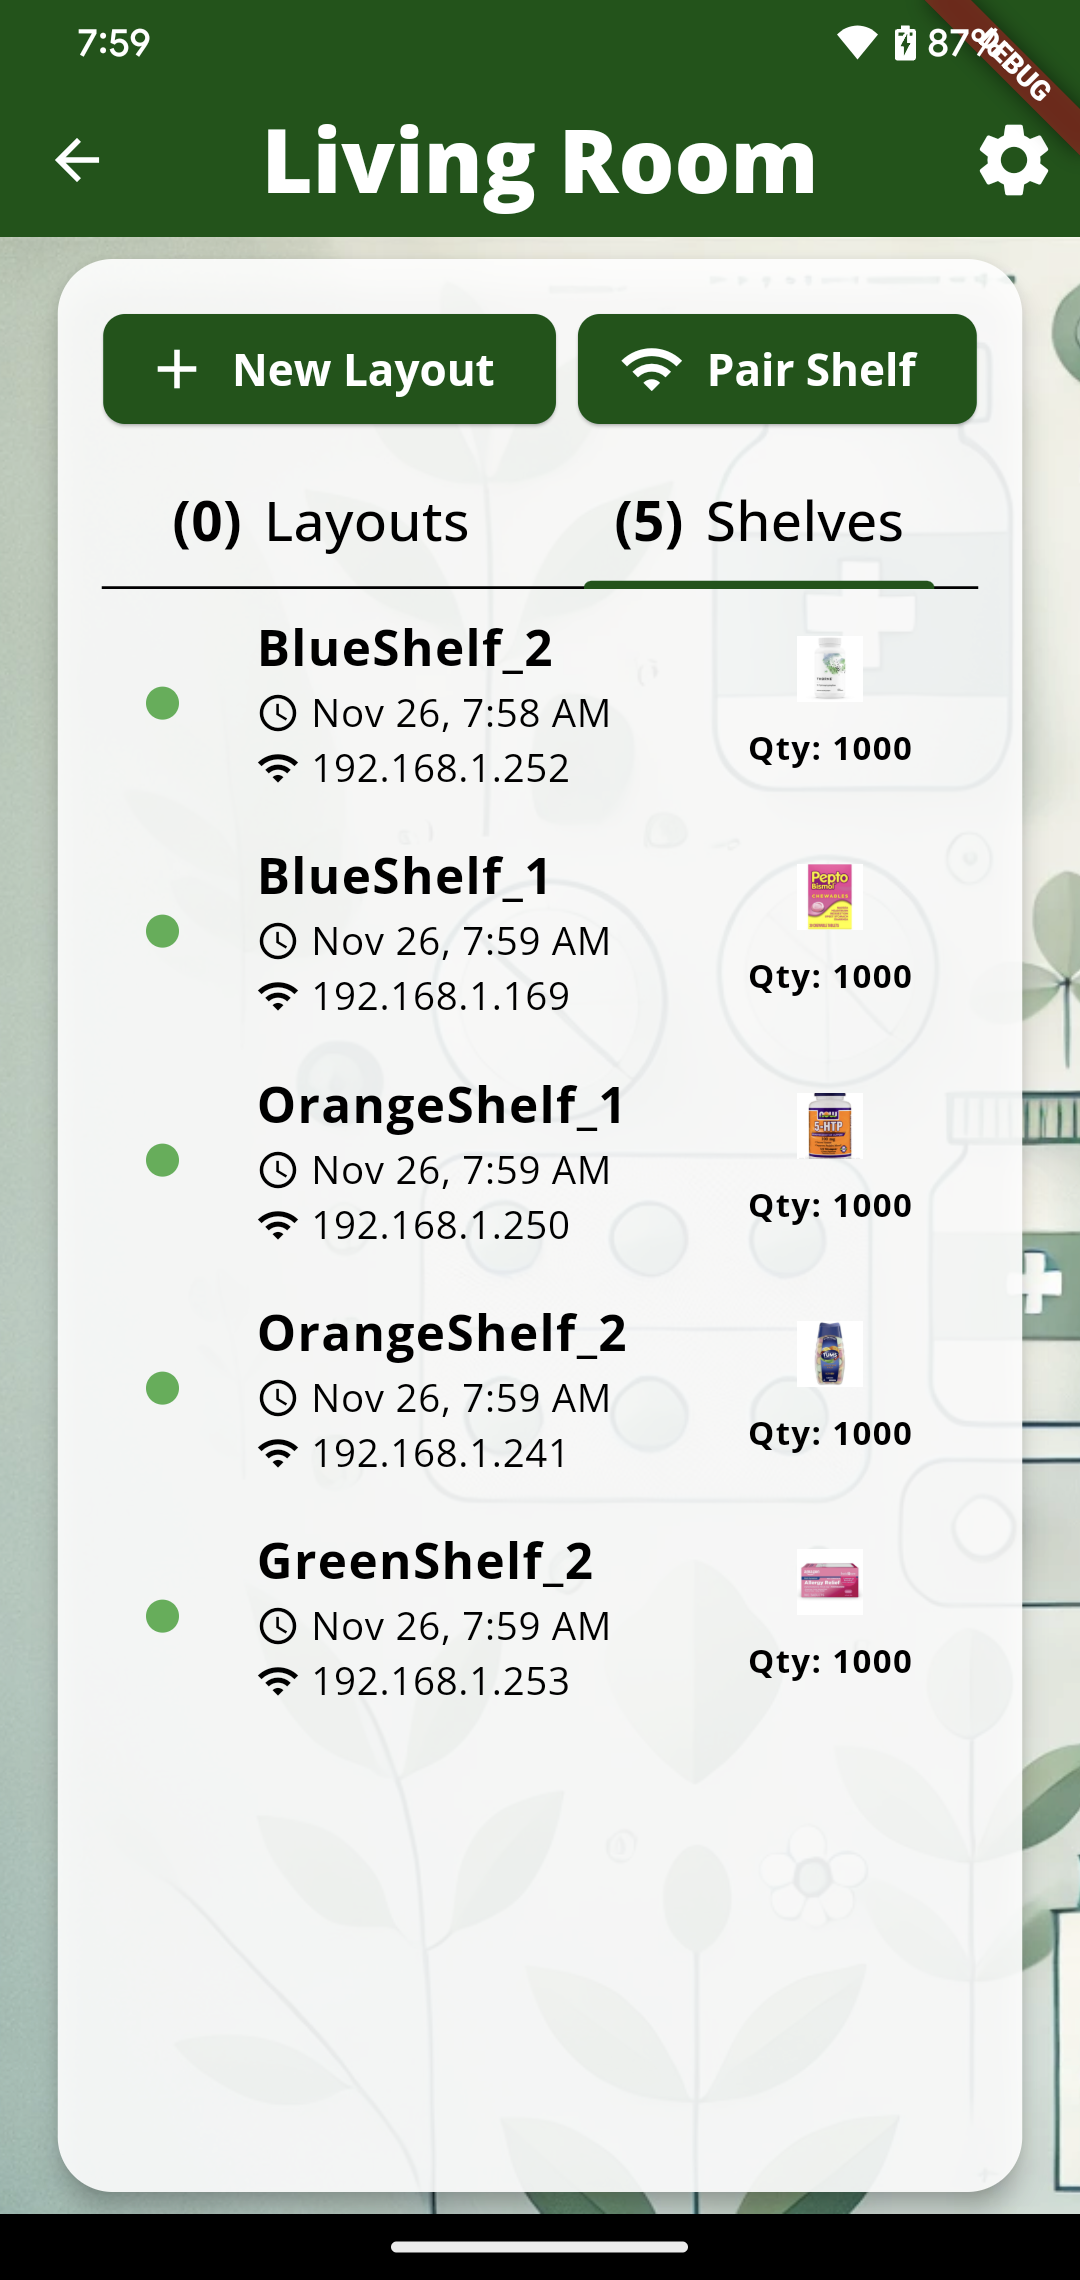 7:59
87%
DEBUG
Living Room
New Layout
Pair Shelf
(0) Layouts
(5) Shelves
BlueShelf_2
Nov 26, 7:58 AM
192.168.1.252
THORNE
Qty: 1000
BlueShelf_1
Nov 26, 7:59 AM
192.168.1.169
Pepto
Bismol
CHEWABLES
Qty: 1000
OrangeShelf_1
Nov 26, 7:59 AM
192.168.1.250
NOW
5-HTP
Qty: 1000
OrangeShelf_2
Nov 26, 7:59 AM
192.168.1.241
TUMS
Qty: 1000
GreenShelf_2
Nov 26, 7:59 AM
192.168.1.253
Allergy Relief
Qty: 1000